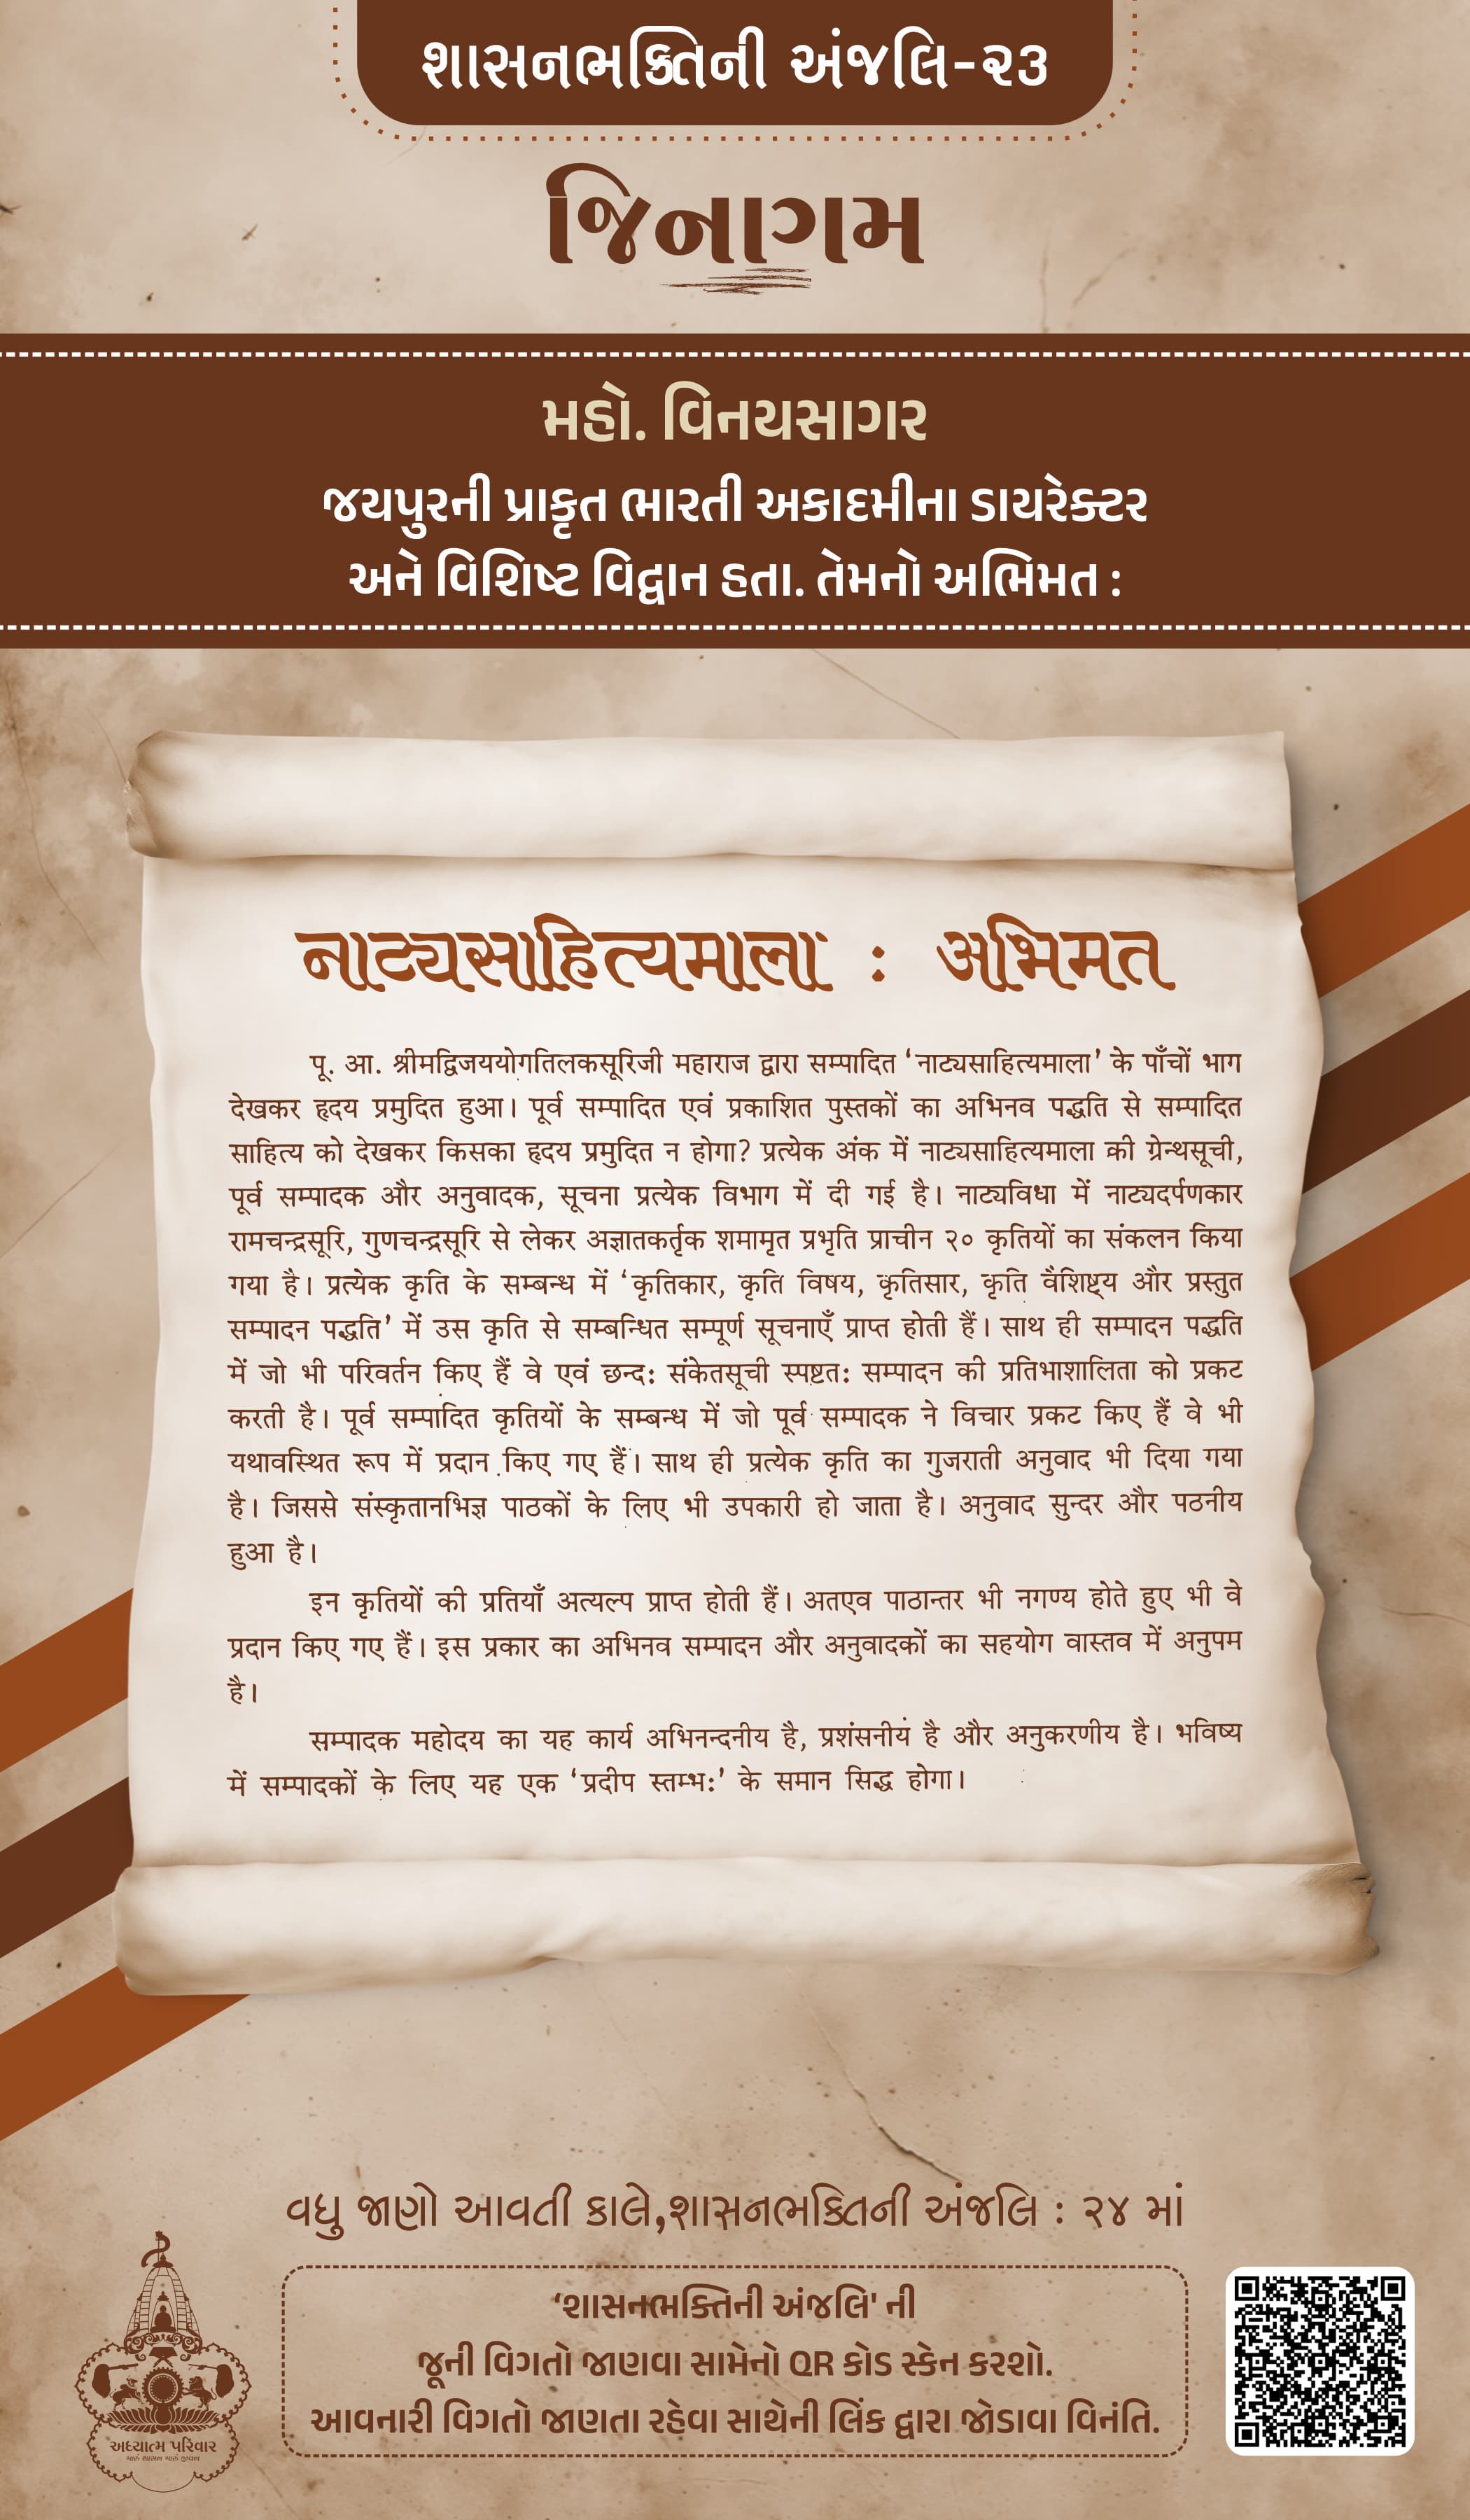 શાસનભક્તિની અંજલિ-૨૩
જિનાગમ
મહો. વિનયસાગર
જયપુરની પ્રાકૃત ભારતી અકાદમીના ડાયરેક્ટર
અને વિશિષ્ટ વિદ્વાન હતા. તેમનો અભિમત :
नाट्यसाहित्यमाला : अभिमत
पू. आ. श्रीमद्विजययोगतिलकसूरिजी महाराज द्वारा सम्पादित ‘नाट्यसाहित्यमाला’ के पाँचों भाग
देखकर हृदय प्रमुदित हुआ। पूर्व सम्पादित एवं प्रकाशित पुस्तकों का अभिनव पद्धति से सम्पादित
साहित्य को देखकर किसका हृदय प्रमुदित न होगा? प्रत्येक अंक में नाट्यसाहित्यमाला की ग्रेन्थसूची,
पूर्व सम्पादक और अनुवादक, सूचना प्रत्येक विभाग में दी गई है। नाट्यविधा में नाट्यदर्पणकार
रामचन्द्रसूरि, गुणचन्द्रसूरि से लेकर अज्ञातकर्तृक शमामृत प्रभृति प्राचीन २० कृतियों का संकलन किया
गया है। प्रत्येक कृति के सम्बन्ध में ‘कृतिकार, कृति विषय, कृतिसार, कृति वैशिष्ट्य और प्रस्तुत
सम्पादन पद्धति’ में उस कृति से सम्बन्धित सम्पूर्ण सूचनाएँ प्राप्त होती हैं। साथ ही सम्पादन पद्धति
में जो भी परिवर्तन किए हैं वे एवं छन्द: संकेतसूची स्पष्टत: सम्पादन की प्रतिभाशालिता को प्रकट
करती है। पूर्व सम्पादित कृतियों के सम्बन्ध में जो पूर्व सम्पादक ने विचार प्रकट किए हैं वे भी
यथावस्थित रूप में प्रदान किए गए हैं। साथ ही प्रत्येक कृति का गुजराती अनुवाद भी दिया गया
है। जिससे संस्कृतानभिज्ञ पाठकों के लिए भी उपकारी हो जाता है। अनुवाद सुन्दर और पठनीय
हुआ है।
इन कृतियों की प्रतियाँ अत्यल्प प्राप्त होती हैं। अतएव पाठान्तर भी नगण्य होते हुए भी वे
प्रदान किए गए हैं। इस प्रकार का अभिनव सम्पादन और अनुवादकों का सहयोग वास्तव में अनुपम
है।
सम्पादक महोदय का यह कार्य अभिनन्दनीय है, प्रशंसनीय है और अनुकरणीय है। भविष्य
में सम्पादकों के लिए यह एक ‘प्रदीप स्तम्भ:’ के समान सिद्ध होगा।
વધુ જાણો આવતી કાલે,શાસનભક્તિની અંજલિ : ૨૪ માં
‘શાસનભક્તિની અંજલિ' ની
જૂની વિગતો જાણવા સામેનો QR કોડ સ્કેન કરશો.
આવનારી વિગતો જાણતા રહેવા સાથેની લિંક દ્વારા જોડાવા વિનંતિ.
અધ્યાત્મ પરિવાર